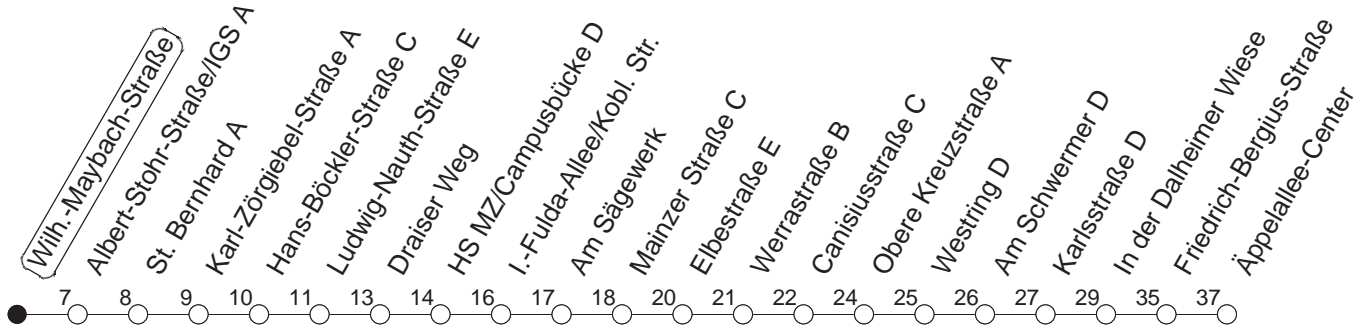 Wilh.-Maybach-Straße
Albert-Stohr-Straße/IGS A
St. Bernhard A
Karl-Zörgiebel-Straße A
Hans-Böckler-Straße C
Ludwig-Nauth-Straße E
Draiser Weg
HS MZ/Campusbücke D
I.-Fulda-Allee/Kobl. Str.
Am Sägewerk
Mainzer Straße C
Elbestraße E
Werrastraße B
Canisiusstraße C
Obere Kreuzstraße A
Westring D
Am Schwermer D
Karlsstraße D
In der Dalheimer Wiese
Friedrich-Bergius-Straße
Äppelallee-Center
7 8 9 10 11 13 14 16 17 18 20 21 22 24 25 26 27 29 35 37